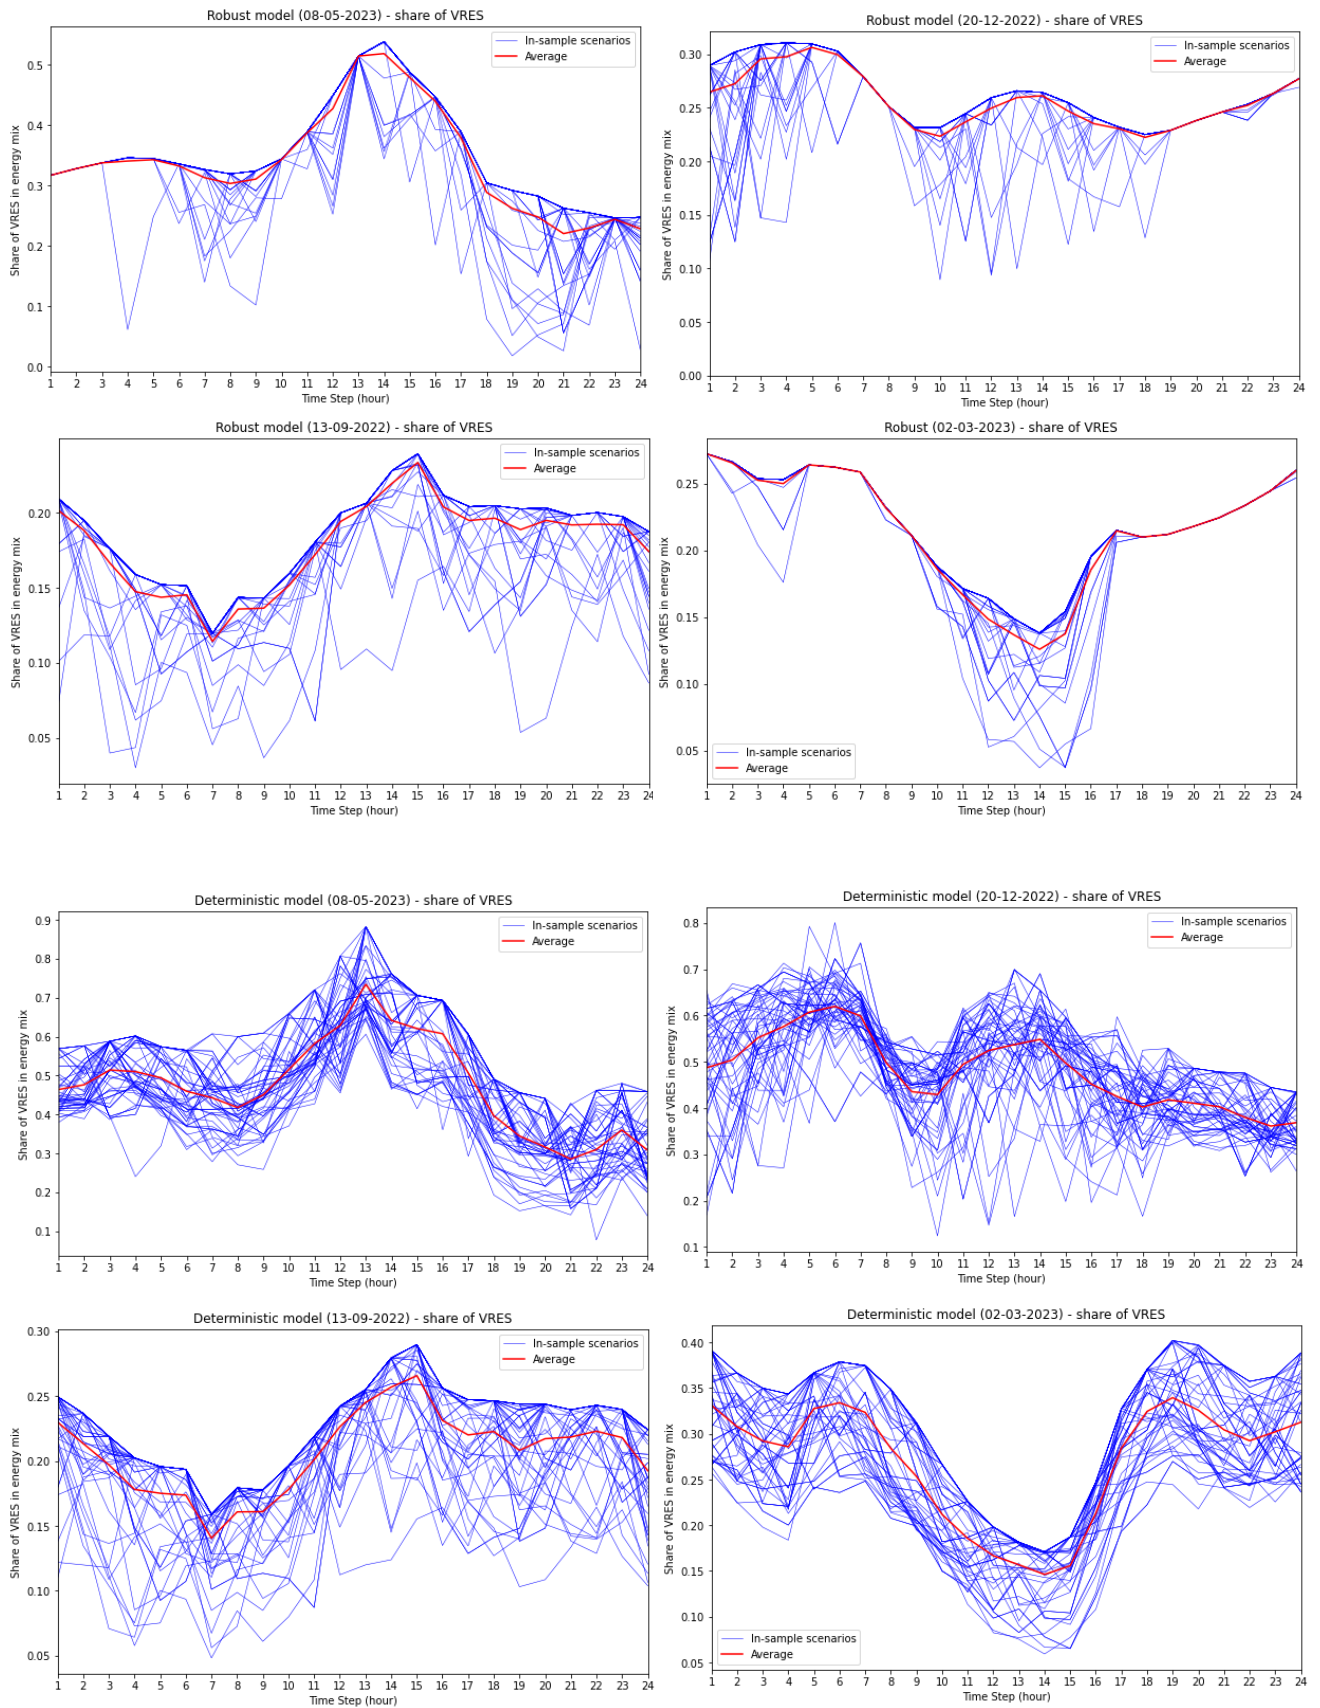 Robust model (08-05-2023) - share of VRES
In-sample scenarios
Average
Share of VRES in energy mix
0.5
0.4
0.3
0.2
0.1
0.0
1 2 3 4 5 6 7 8 9 10 11 12 13 14 15 16 17 18 19 20 21 22 23 24
Time Step (hour)
Robust model (20-12-2022) - share of VRES
In-sample scenarios
Average
Share of VRES in energy mix
0.30
0.25
0.20
0.15
0.10
0.05
0.00
1 2 3 4 5 6 7 8 9 10 11 12 13 14 15 16 17 18 19 20 21 22 23 24
Time Step (hour)
Robust model (13-09-2022) - share of VRES
In-sample scenarios
Average
Share of VRES in energy mix
0.20
0.15
0.10
0.05
1 2 3 4 5 6 7 8 9 10 11 12 13 14 15 16 17 18 19 20 21 22 23 24
Time Step (hour)
Robust (02-03-2023) - share of VRES
Share of VRES in energy mix
0.25
0.20
0.15
0.10
0.05
In-sample scenarios
Average
1 2 3 4 5 6 7 8 9 10 11 12 13 14 15 16 17 18 19 20 21 22 23 24
Time Step (hour)
Deterministic model (08-05-2023) - share of VRES
In-sample scenarios
Average
Share of VRES in energy mix
0.9
0.8
0.7
0.6
0.5
0.4
0.3
0.2
0.1
1 2 3 4 5 6 7 8 9 10 11 12 13 14 15 16 17 18 19 20 21 22 23 24
Time Step (hour)
Deterministic model (20-12-2022) - share of VRES
In-sample scenarios
Average
Share of VRES in energy mix
0.8
0.7
0.6
0.5
0.4
0.3
0.2
0.1
1 2 3 4 5 6 7 8 9 10 11 12 13 14 15 16 17 18 19 20 21 22 23 24
Time Step (hour)
Deterministic model (13-09-2022) - share of VRES
In-sample scenarios
Average
Share of VRES in energy mix
0.30
0.25
0.20
0.15
0.10
0.05
1 2 3 4 5 6 7 8 9 10 11 12 13 14 15 16 17 18 19 20 21 22 23 24
Time Step (hour)
Deterministic model (02-03-2023) - share of VRES
Share of VRES in energy mix
0.40
0.35
0.30
0.25
0.20
0.15
0.10
0.05
In-sample scenarios
Average
1 2 3 4 5 6 7 8 9 10 11 12 13 14 15 16 17 18 19 20 21 22 23 24
Time Step (hour)